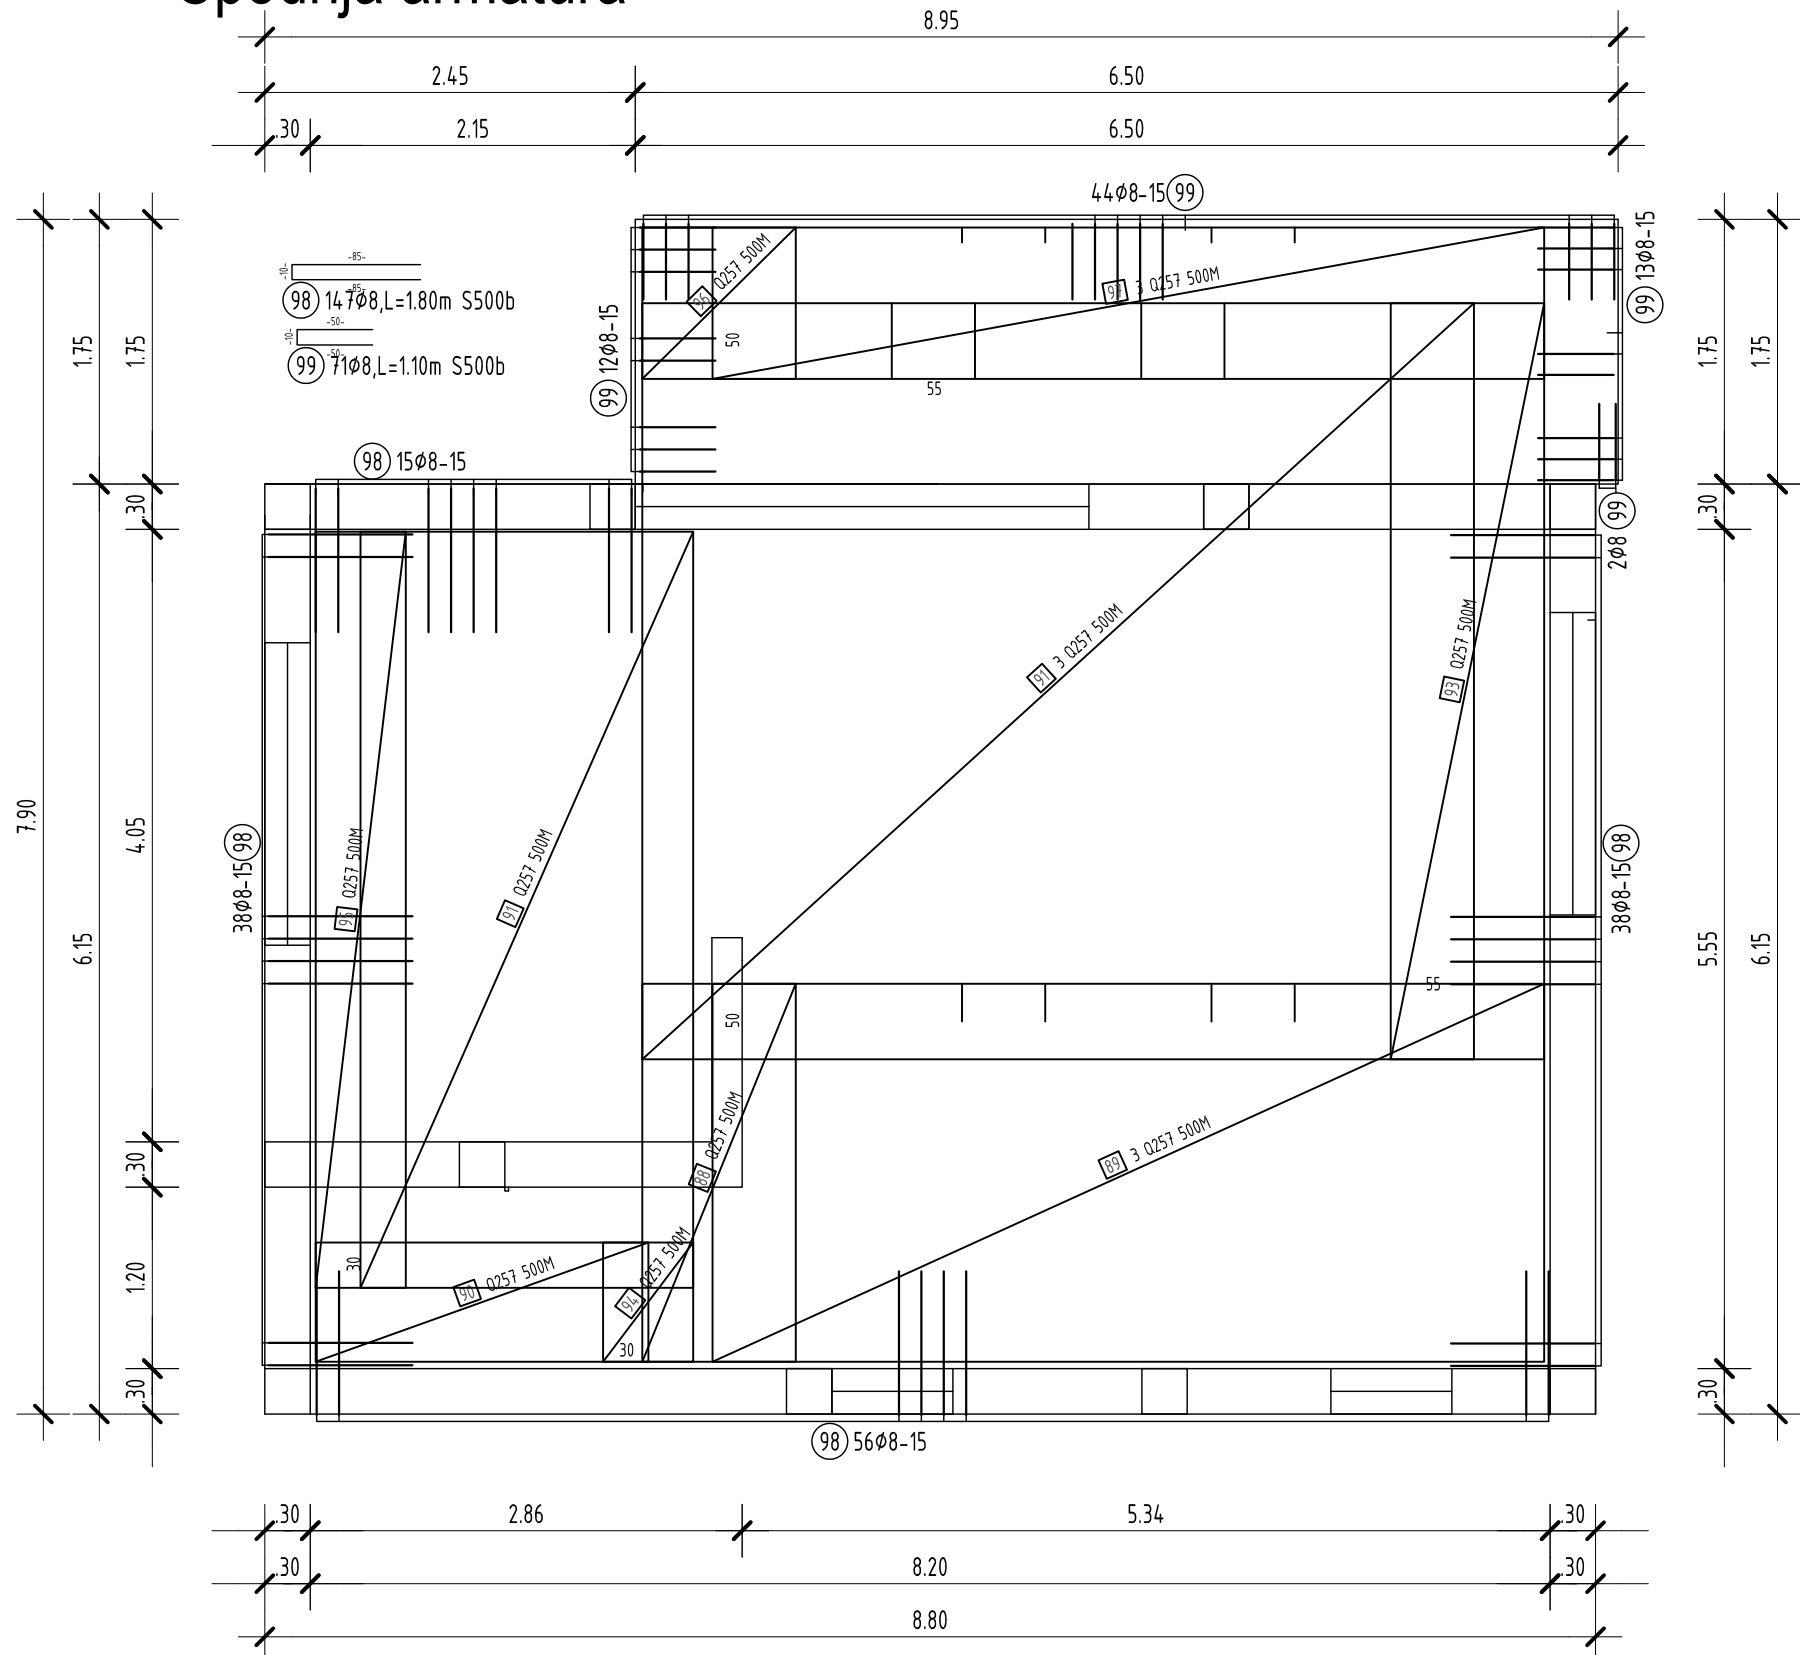 Spodnja armatura
8.95
2.45
6.50
.30
2.15
6.50
44Ø8-15 99
-85-
-10-
-85-
98 147Ø8,L=1.80m S500b
-50-
-10-
-50-
99 71Ø8,L=1.10m S500b
96 Q257 500M
97 3 Q257 500M
99 13Ø8-15
99 12Ø8-15
50
55
98 15Ø8-15
2Ø8 99
1.75
1.75
.30
7.90
6.15
4.05
.30
1.20
.30
1.75
1.75
.30
5.55
6.15
.30
38Ø8-15 98
95 Q257 500M
91 Q257 500M
91 3 Q257 500M
93 Q257 500M
38Ø8-15 98
55
50
88 Q257 500M
89 3 Q257 500M
30
90 Q257 500M
94 Q257 500M
30
98 56Ø8-15
.30
2.86
5.34
.30
.30
8.20
.30
8.80